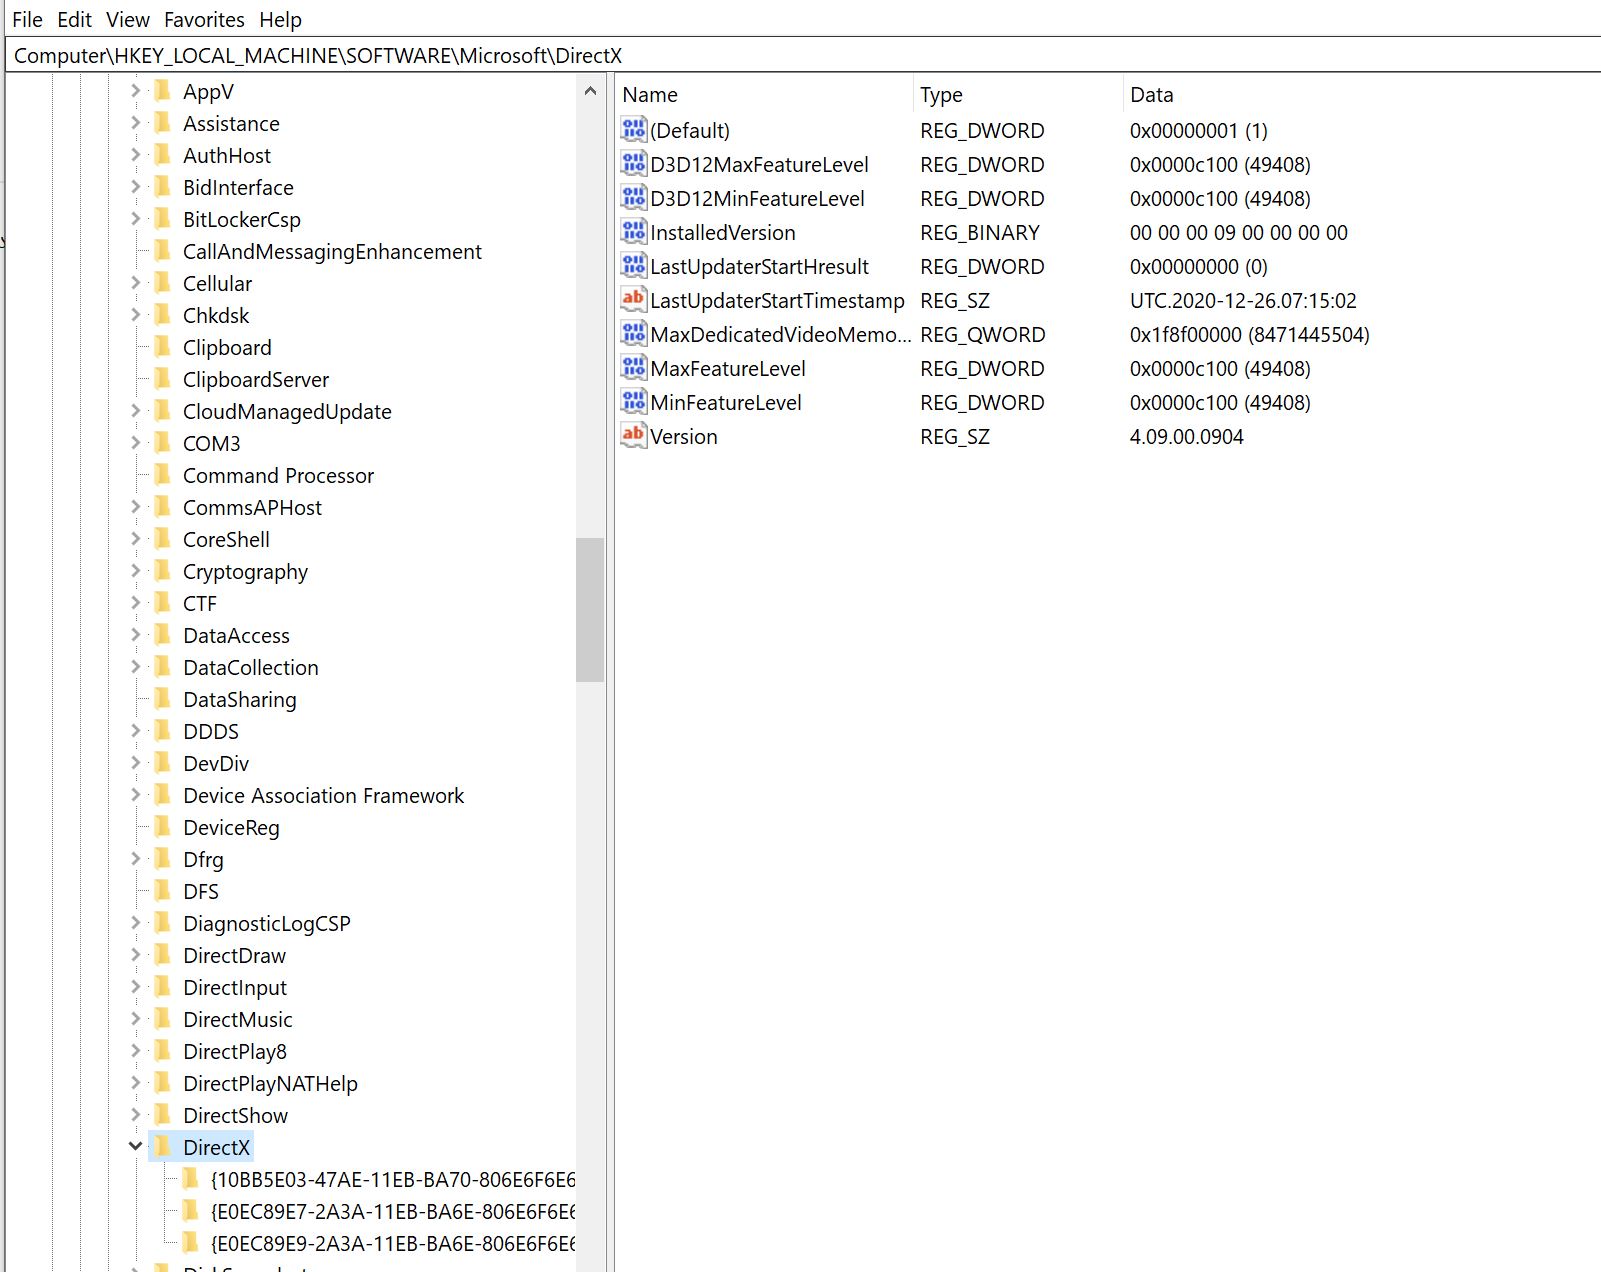 File Edit View Favorites Help
Computer\HKEY_LOCAL_MACHINE\SOFTWARE\Microsoft\DirectX
AppV
Assistance
AuthHost
BidInterface
BitLockerCsp
CallAndMessagingEnhancement
Cellular
Chkdsk
Clipboard
ClipboardServer
CloudManagedUpdate
COM3
Command Processor
CommsAPHost
CoreShell
Cryptography
CTF
DataAccess
DataCollection
DataSharing
DDDS
DevDiv
Device Association Framework
DeviceReg
Dfrg
DFS
DiagnosticLogCSP
DirectDraw
DirectInput
DirectMusic
DirectPlay8
DirectPlayNATHelp
DirectShow
DirectX
{10BB5E03-47AE-11EB-BA70-806E6F6E6
{E0EC89E7-2A3A-11EB-BA6E-806E6F6E6
{E0EC89E9-2A3A-11EB-BA6E-806E6F6E6
Name Type Data
(Default) REG_DWORD 0x00000001 (1)
D3D12MaxFeatureLevel REG_DWORD 0x0000c100 (49408)
D3D12MinFeatureLevel REG_DWORD 0x0000c100 (49408)
InstalledVersion REG_BINARY 00 00 00 09 00 00 00 00
LastUpdaterStartHresult REG_DWORD 0x00000000 (0)
LastUpdaterStartTimestamp REG_SZ UTC.2020-12-26.07:15:02
MaxDedicatedVideoMemo... REG_QWORD 0x1f8f00000 (8471445504)
MaxFeatureLevel REG_DWORD 0x0000c100 (49408)
MinFeatureLevel REG_DWORD 0x0000c100 (49408)
Version REG_SZ 4.09.00.0904